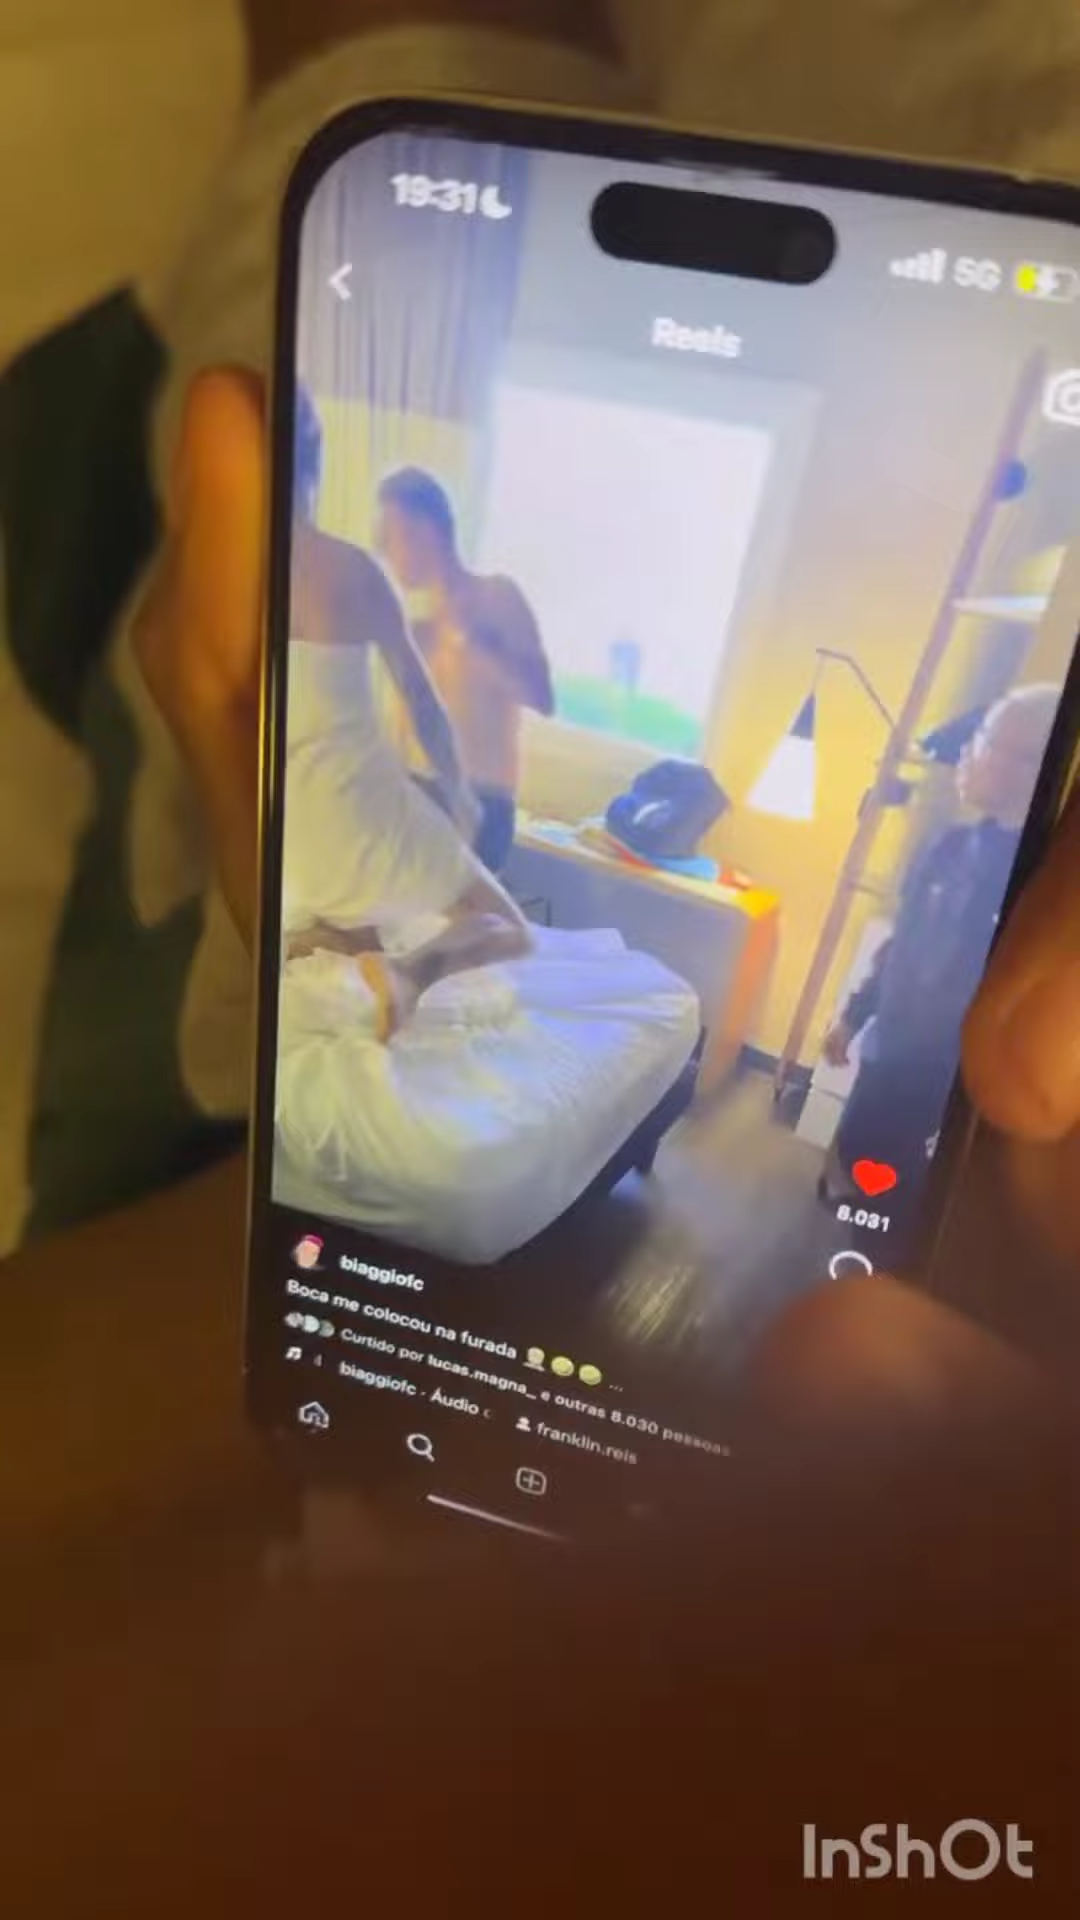 19:31
5G
Reels
8.031
biaggiofc
Boca me colocou na furada 🤦🏼‍♂️🤢🤢 ...
Curtido por lucas.magna_ e outras 8.030 pessoas
biaggiofc · Áudio
franklin.reis
InShOt